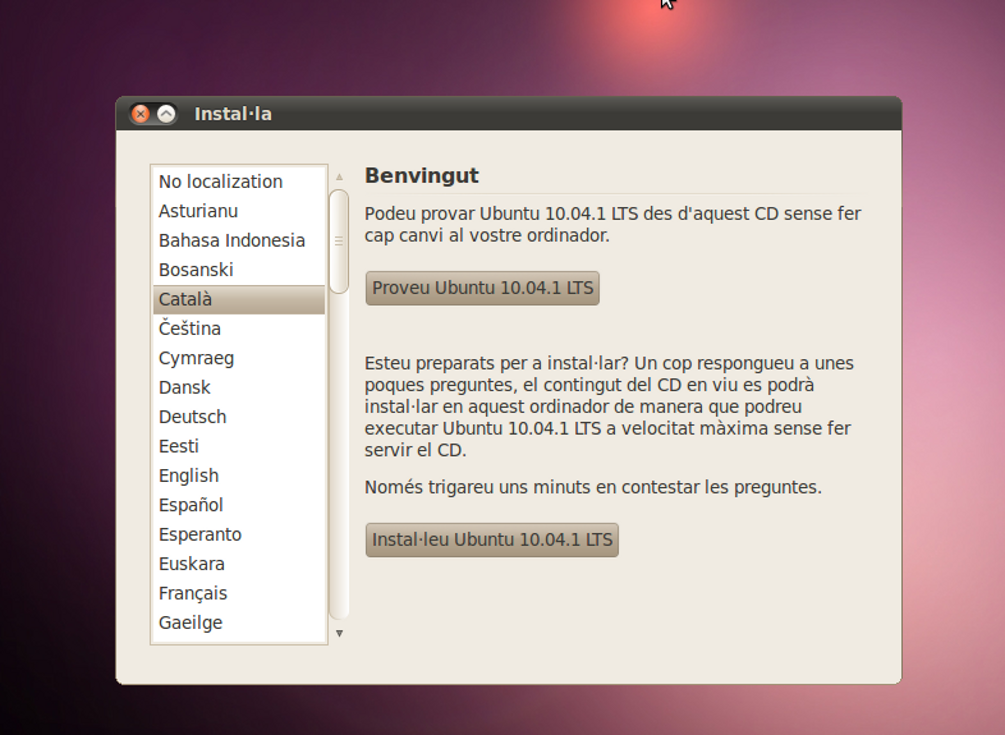 Instal·la
No localization
Asturianu
Bahasa Indonesia
Bosanski
Català
Čeština
Cymraeg
Dansk
Deutsch
Eesti
English
Español
Esperanto
Euskara
Français
Gaeilge
Benvingut
Podeu provar Ubuntu 10.04.1 LTS des d'aquest CD sense fer
cap canvi al vostre ordinador.
Proveu Ubuntu 10.04.1 LTS
Esteu preparats per a instal·lar? Un cop respongueu a unes
poques preguntes, el contingut del CD en viu es podrà
instal·lar en aquest ordinador de manera que podreu
executar Ubuntu 10.04.1 LTS a velocitat màxima sense fer
servir el CD.
Només trigareu uns minuts en contestar les preguntes.
Instal·leu Ubuntu 10.04.1 LTS